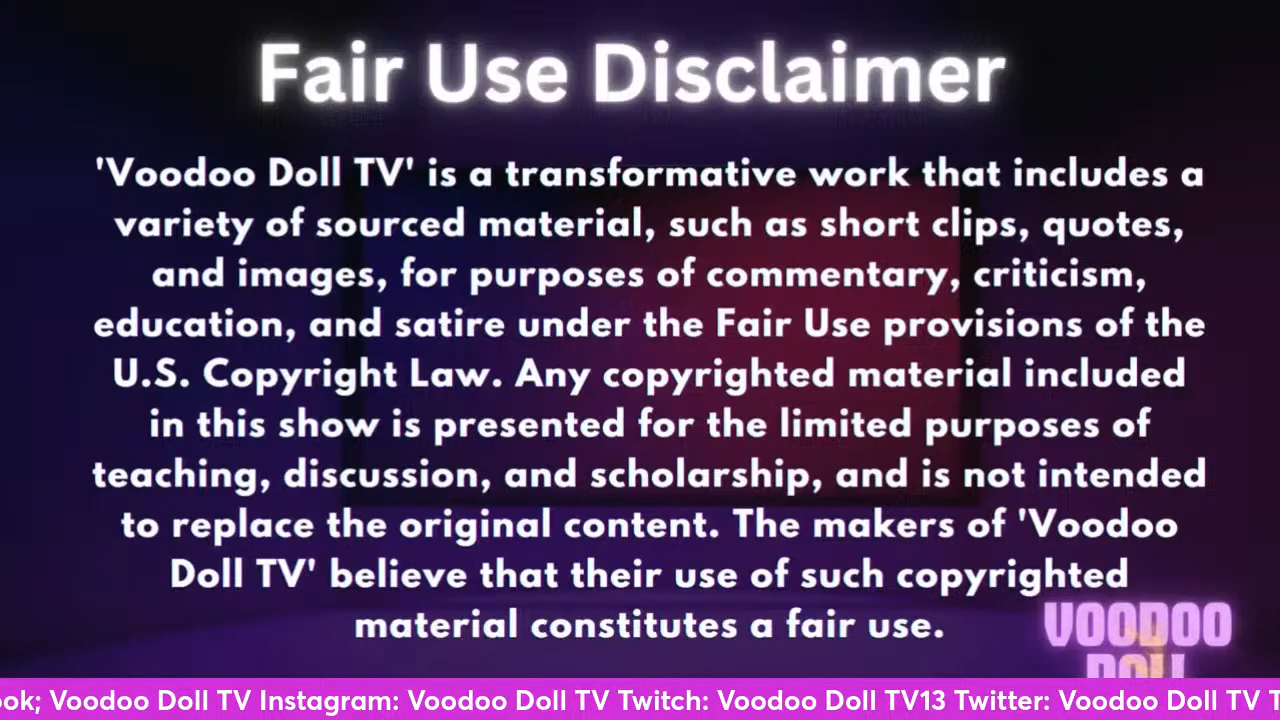 Fair Use Disclaimer
'Voodoo Doll TV' is a transformative work that includes a
variety of sourced material, such as short clips, quotes,
and images, for purposes of commentary, criticism,
education, and satire under the Fair Use provisions of the
U.S. Copyright Law. Any copyrighted material included
in this show is presented for the limited purposes of
teaching, discussion, and scholarship, and is not intended
to replace the original content. The makers of 'Voodoo
Doll TV' believe that their use of such copyrighted
material constitutes a fair use.
VOODOO
DOLL
ook; Voodoo Doll TV Instagram: Voodoo Doll TV Twitch: Voodoo Doll TV13 Twitter: Voodoo Doll TV T